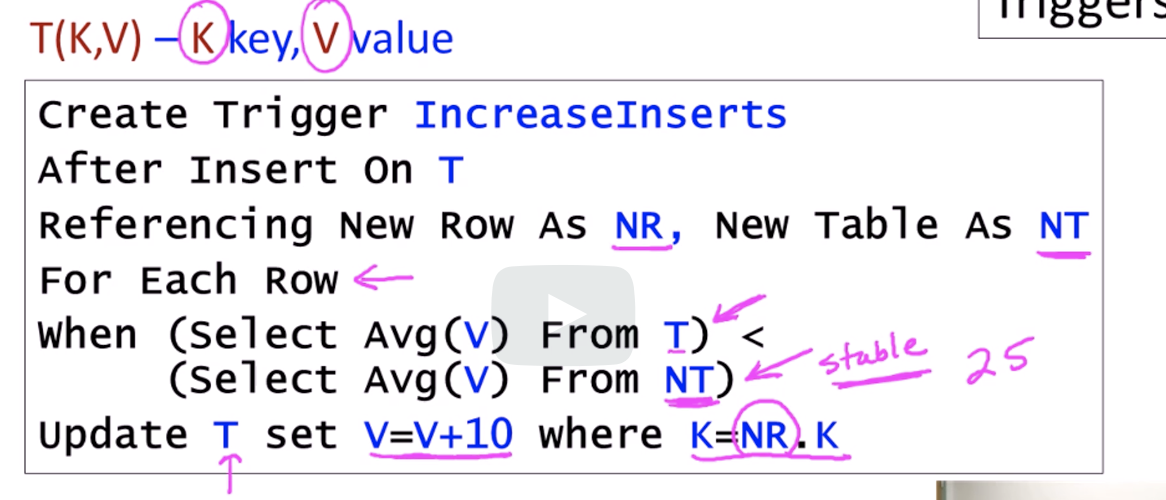 Triggers
T(K,V) – K key, V value
Create Trigger IncreaseInserts
After Insert On T
Referencing New Row As NR, New Table As NT
For Each Row
When (Select Avg(V) From T) <
(Select Avg(V) From NT) stable 25
Update T set V=V+10 where K=NR.K